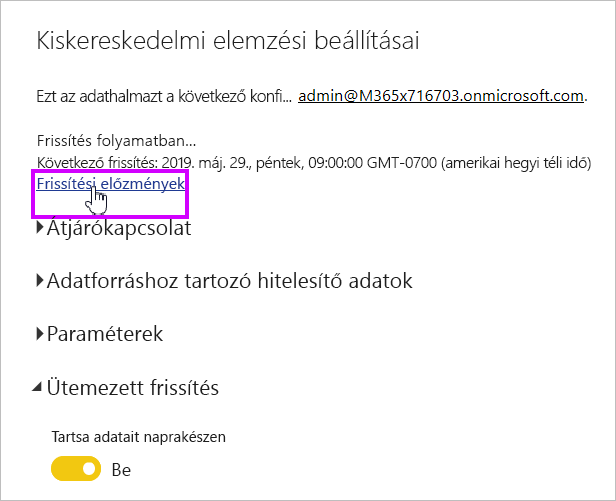 Kiskereskedelmi elemzési beállításai
Ezt az adathalmazt a következő konfi... admin@M365x716703.onmicrosoft.com.
Frissítés folyamatban...
Következő frissítés: 2019. máj. 29., péntek, 09:00:00 GMT-0700 (amerikai hegyi téli idő)
Frissítési előzmények
Átjárókapcsolat
Adatforráshoz tartozó hitelesítő adatok
Paraméterek
Ütemezett frissítés
Tartsa adatait naprakészen
Be